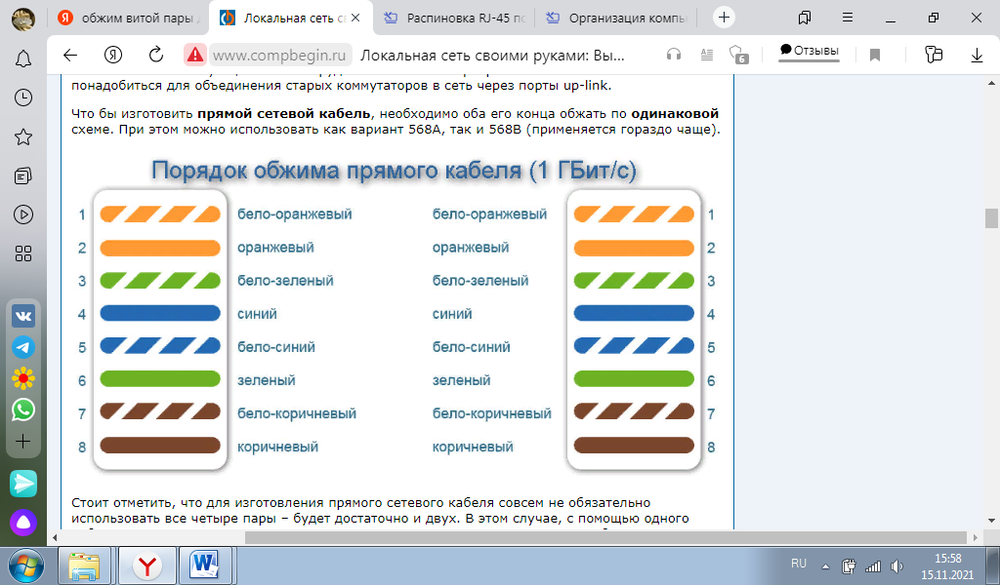 обжим витой пары
Локальная сеть св
Распиновка RJ-45 по
Организация компь
www.compbegin.ru
Локальная сеть своими руками: Вы...
6
Отзывы
понадобиться для объединения старых коммутаторов в сеть через порты up-link.
Что бы изготовить прямой сетевой кабель, необходимо оба его конца обжать по одинаковой
схеме. При этом можно использовать как вариант 568A, так и 568B (применяется гораздо чаще).
Порядок обжима прямого кабеля (1 ГБит/с)
1 бело-оранжевый бело-оранжевый 1
2 оранжевый оранжевый 2
3 бело-зеленый бело-зеленый 3
4 синий синий 4
5 бело-синий бело-синий 5
6 зеленый зеленый 6
7 бело-коричневый бело-коричневый 7
8 коричневый коричневый 8
Стоит отметить, что для изготовления прямого сетевого кабеля совсем не обязательно
использовать все четыре пары – будет достаточно и двух. В этом случае, с помощью одного
RU
15:58
15.11.2021